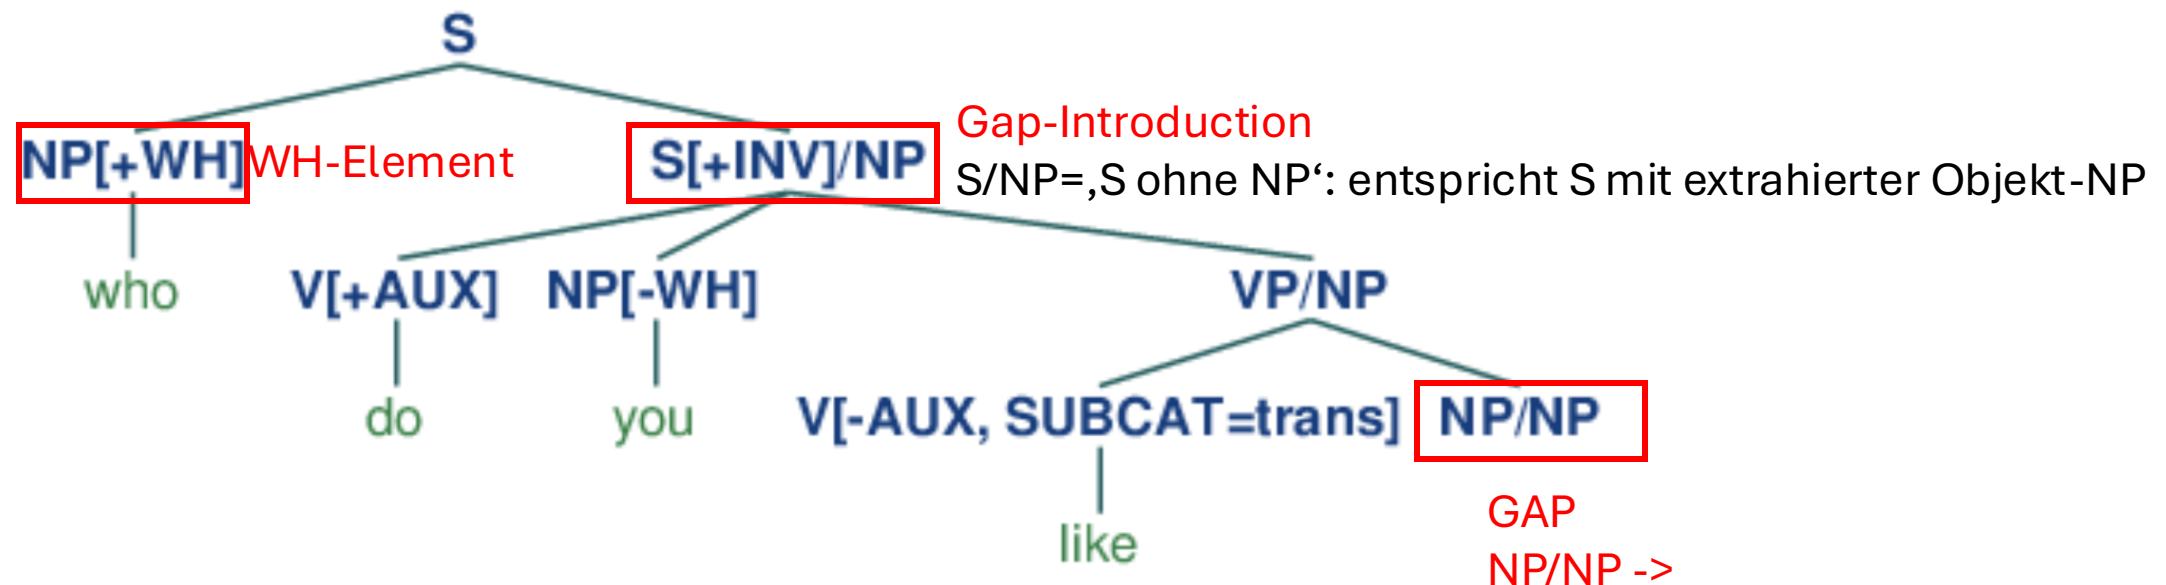 S
NP[+WH] WH-Element S[+INV]/NP
Gap-Introduction
S/NP=‚S ohne NP‘: entspricht S mit extrahierter Objekt-NP
who V[+AUX] NP[-WH] VP/NP
do you V[-AUX, SUBCAT=trans] NP/NP
like
GAP
NP/NP ->